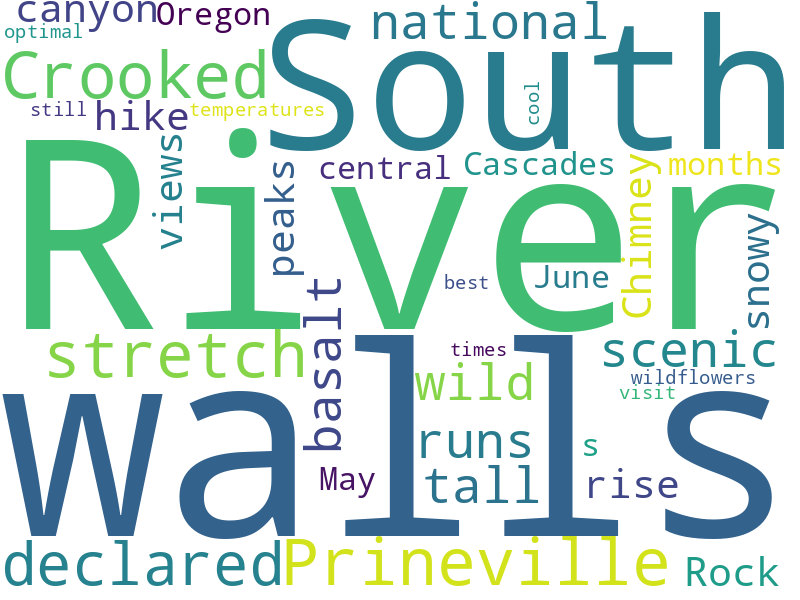 canyon
Oregon
national
South
optimal
Crooked
still
hike
temperatures
cool
River
views
peaks
central
Cascades
months
Chimney
snowy
best
June
basalt
stretch
times
scenic
walls
wild
wildflowers
visit
runs
s
May
tall
rise
declared
Prineville
Rock